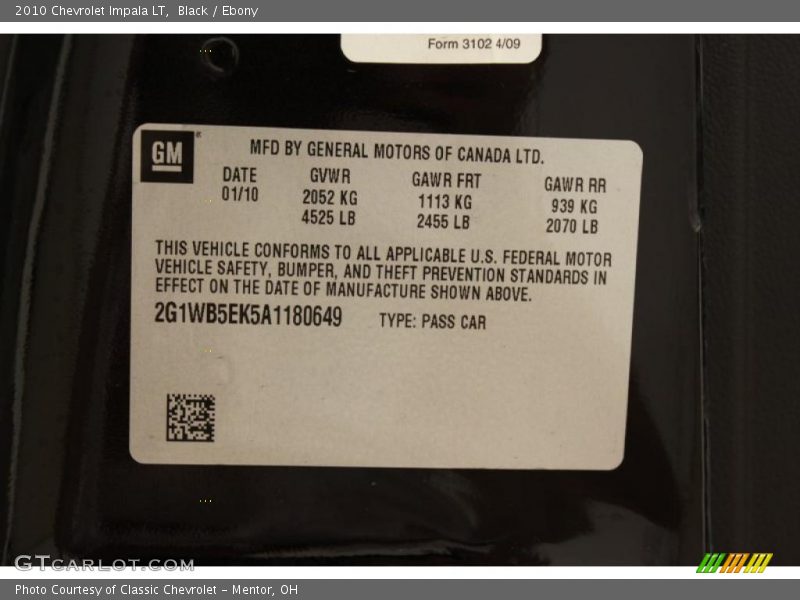 2010 Chevrolet Impala LT, Black / Ebony
Form 3102 4/09
GM®
MFD BY GENERAL MOTORS OF CANADA LTD.
DATE GVWR GAWR FRT GAWR RR
01/10 2052 KG 1113 KG 939 KG
4525 LB 2455 LB 2070 LB
THIS VEHICLE CONFORMS TO ALL APPLICABLE U.S. FEDERAL MOTOR
VEHICLE SAFETY, BUMPER, AND THEFT PREVENTION STANDARDS IN
EFFECT ON THE DATE OF MANUFACTURE SHOWN ABOVE.
2G1WB5EK5A1180649 TYPE: PASS CAR
GTCARLOT.COM
Photo Courtesy of Classic Chevrolet - Mentor, OH